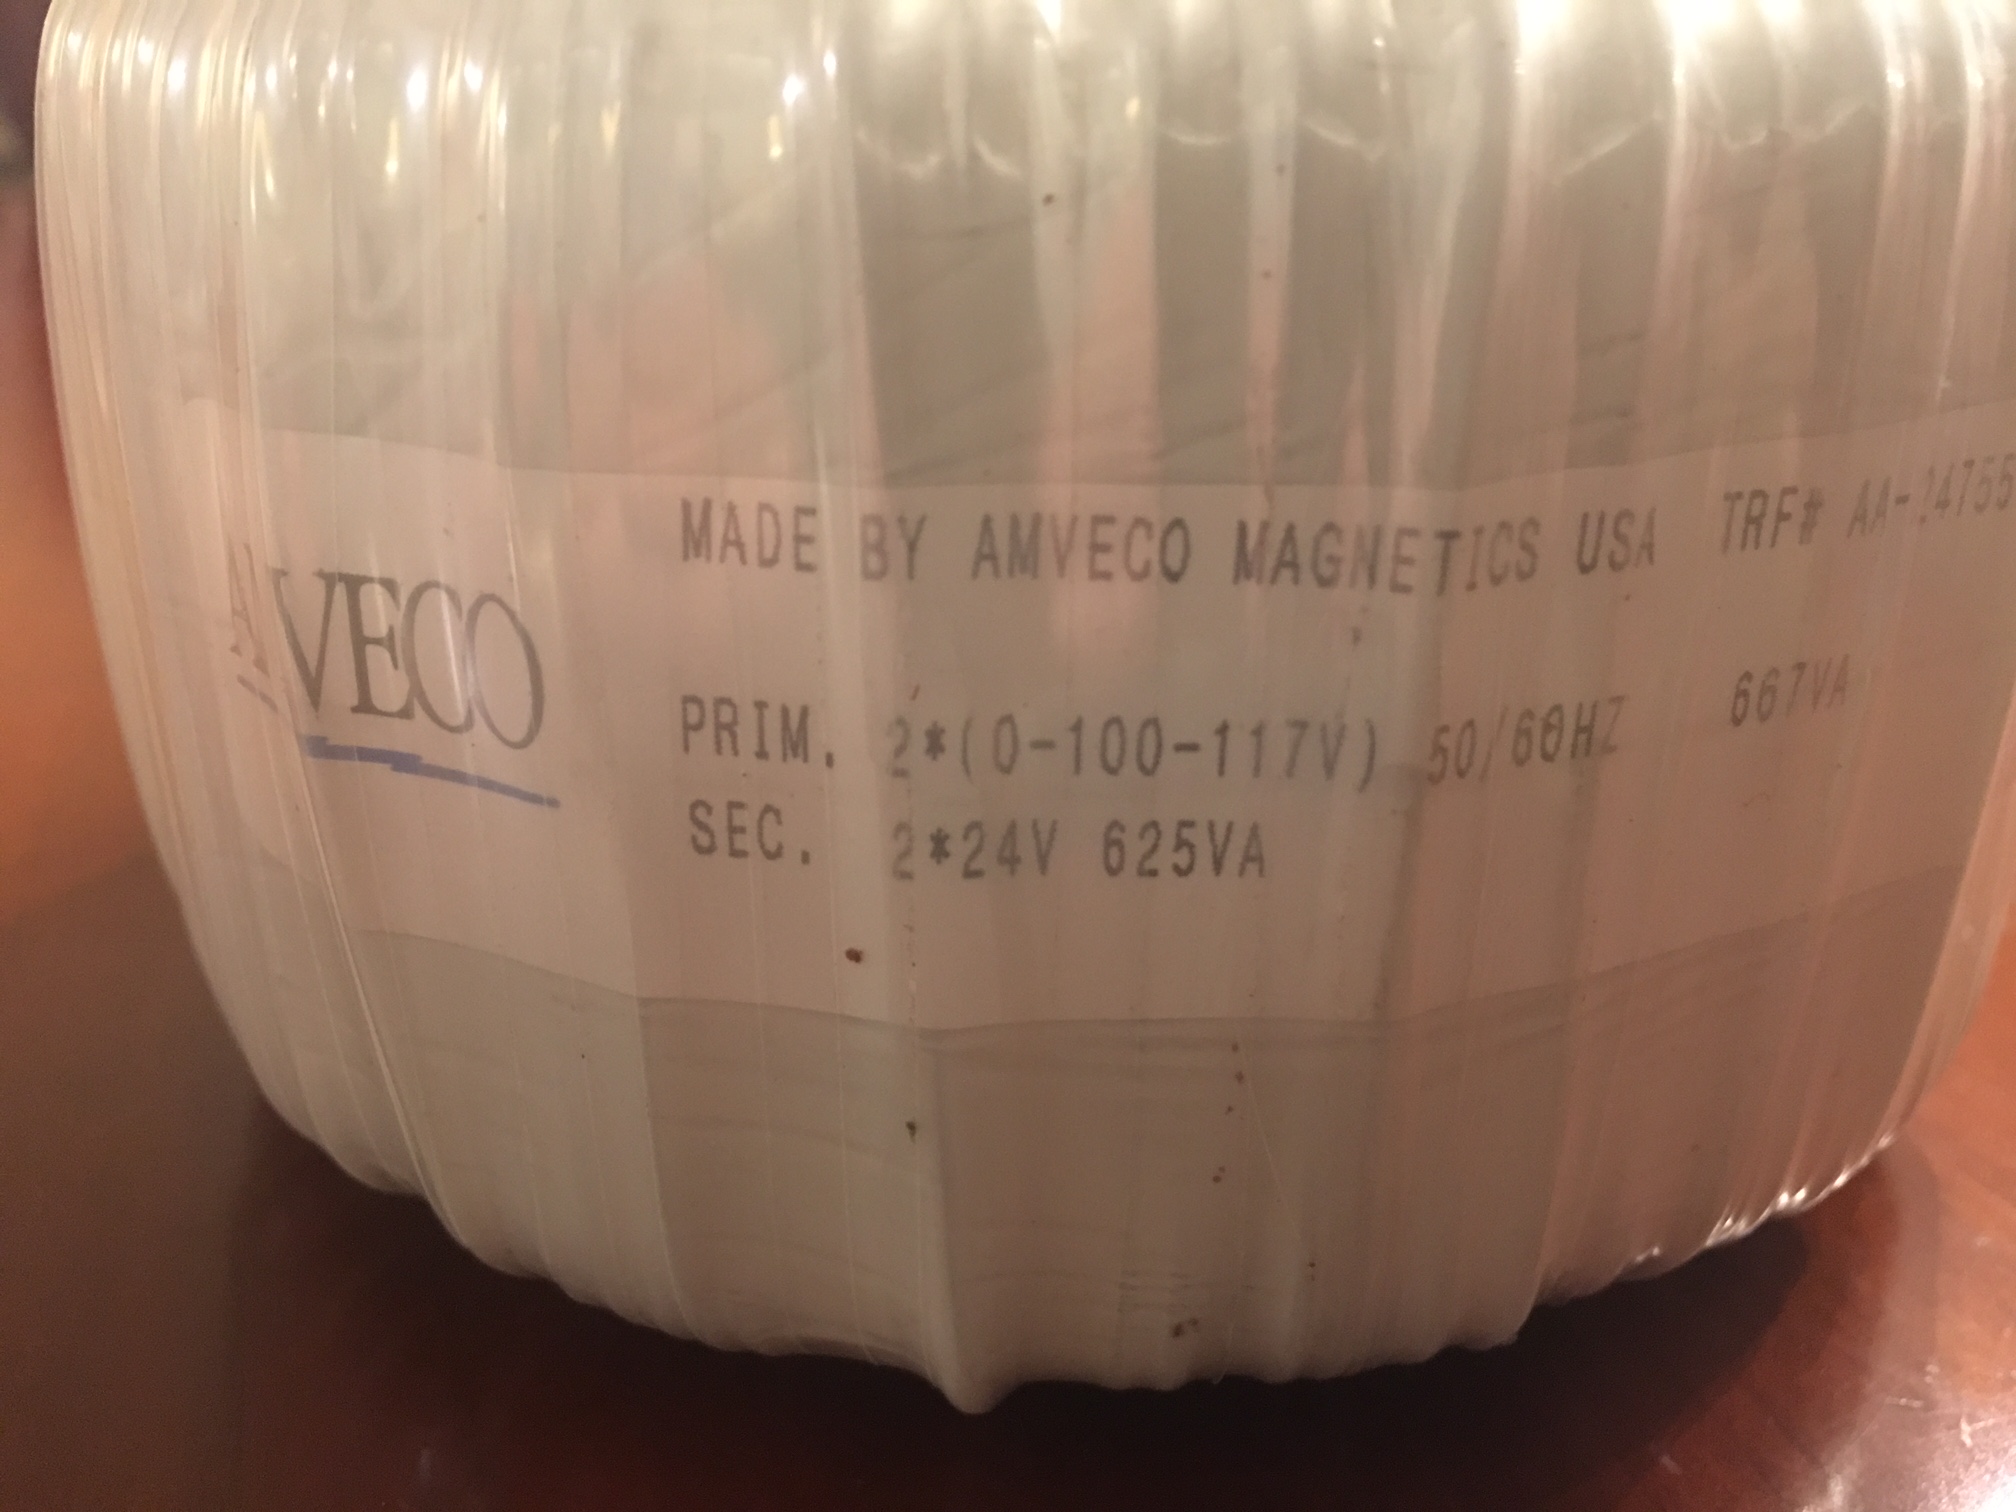 AMVECO
MADE BY AMVECO MAGNETICS USA TRF#
PRIM. 2*(0-100-117V) 50/60HZ 667VA
SEC. 2*24V 625VA